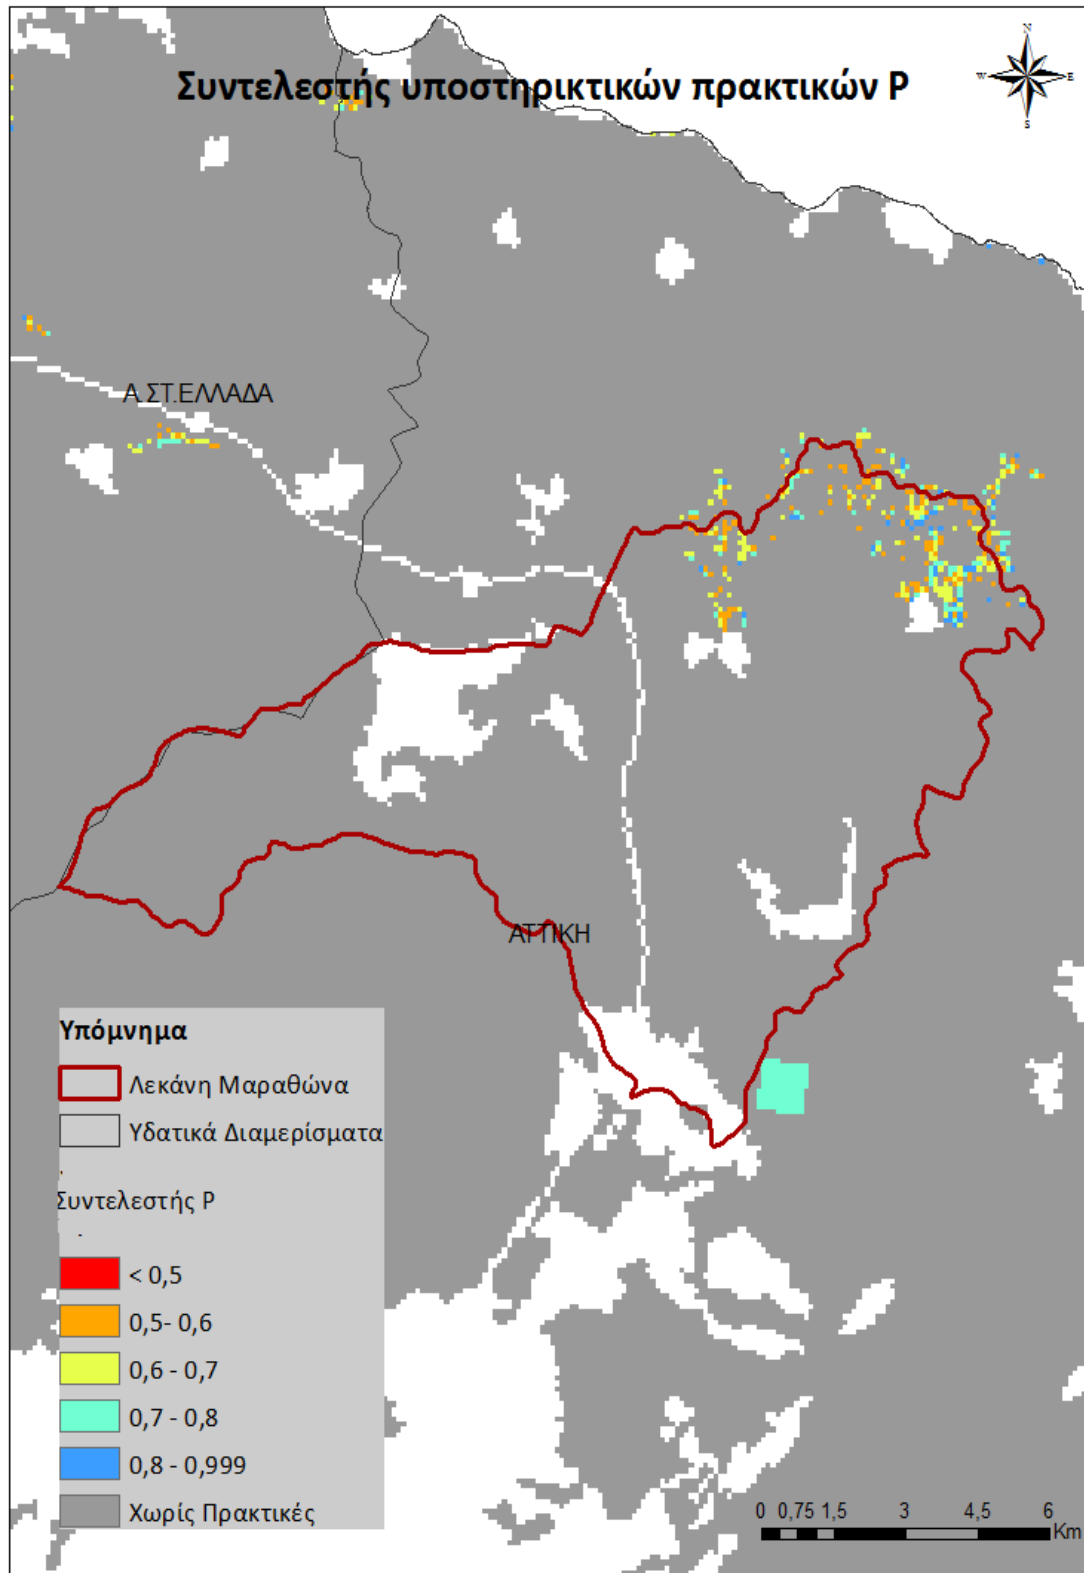 Συντελεστής υποστηρικτικών πρακτικών P
N
W E
S
Α.ΣΤ.ΕΛΛΑΔΑ
ΑΤΤΙΚΗ
Υπόμνημα
Λεκάνη Μαραθώνα
Υδατικά Διαμερίσματα
Συντελεστής P
< 0,5
0,5- 0,6
0,6 - 0,7
0,7 - 0,8
0,8 - 0,999
Χωρίς Πρακτικές
0 0,75 1,5 3 4,5 6
Km